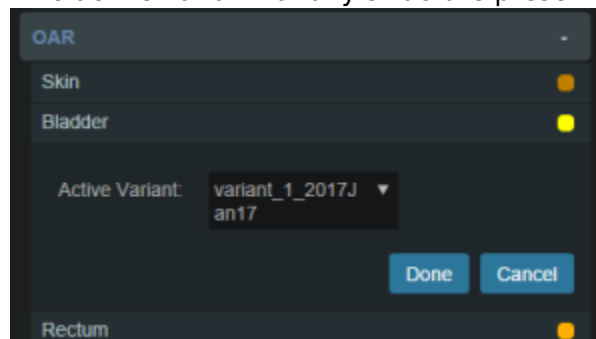 OAR -
Skin
Bladder
Active Variant: variant_1_2017J
an17
Done Cancel
Rectum